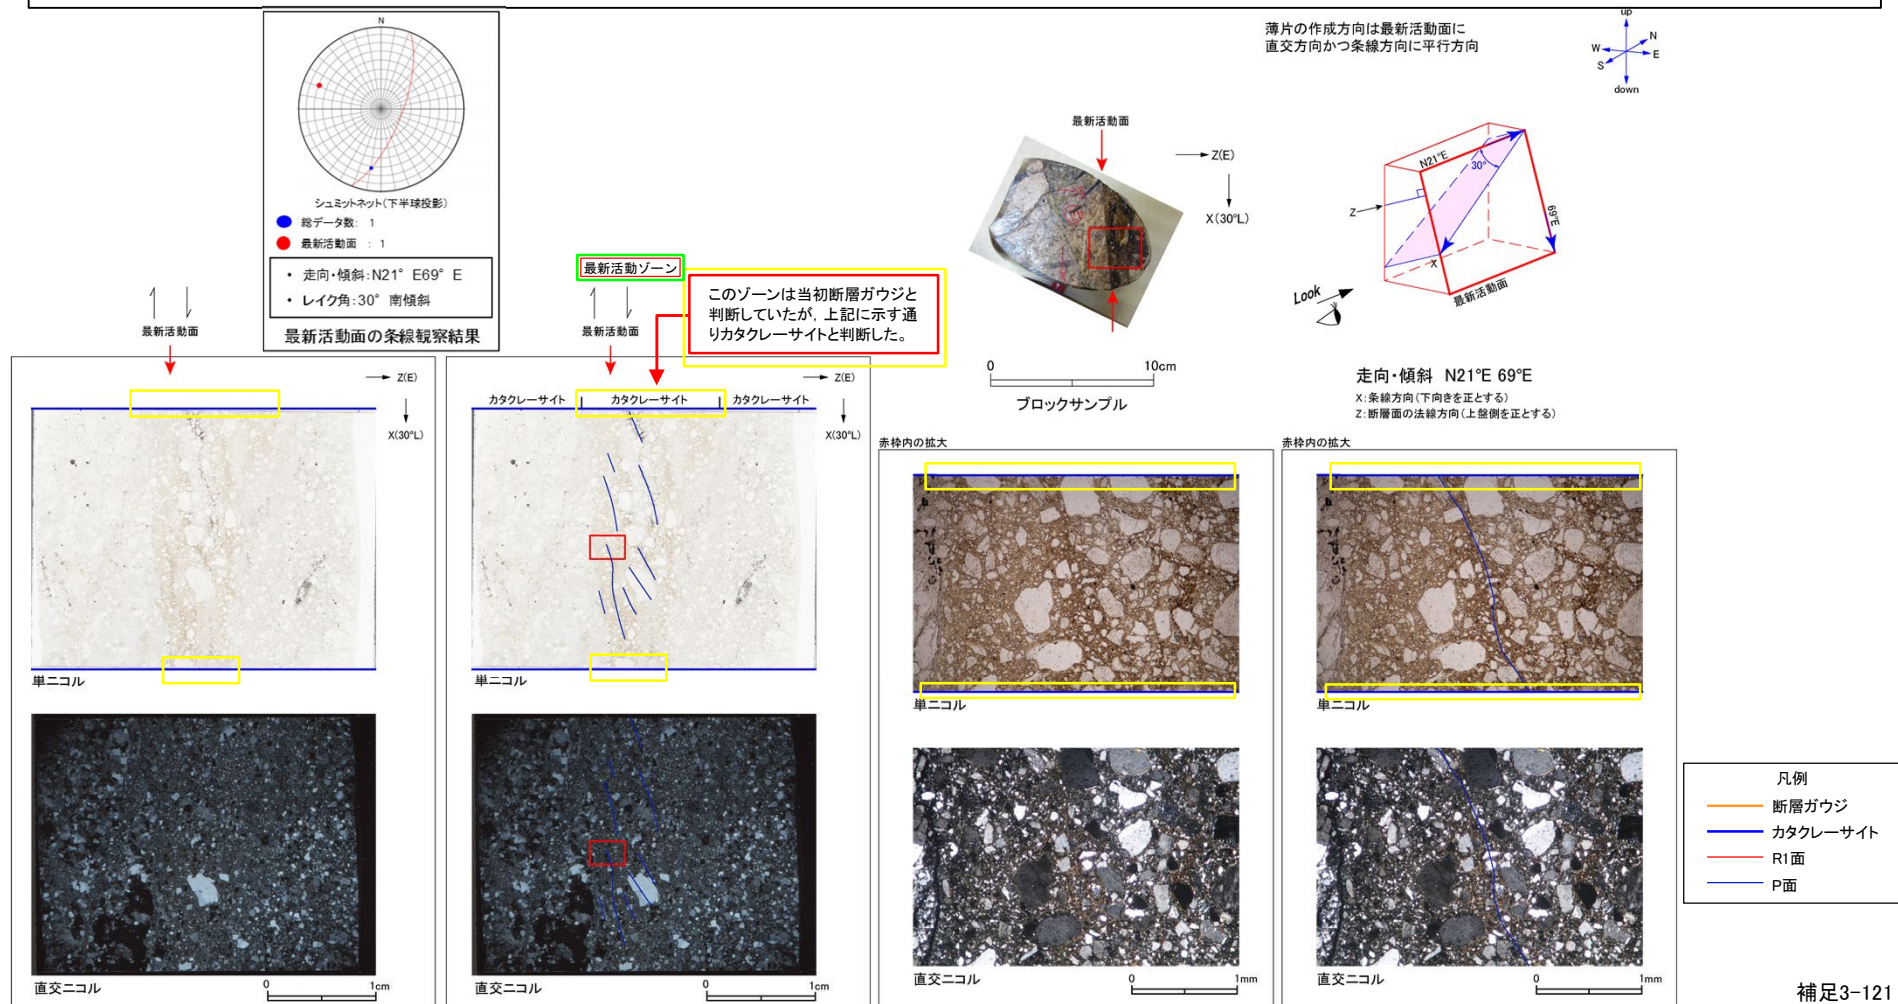 N
シュミットネット(下半球投影)
総データ数: 1
最新活動面 : 1
・ 走向・傾斜:N21°E69°E
・ レイク角:30°南傾斜
最新活動面の条線観察結果
薄片の作成方向は最新活動面に
直交方向かつ条線方向に平行方向
up
N
W
E
S
down
最新活動面
Z(E)
X(30°L)
0 10cm
ブロックサンプル
N21°E
30°
69°E
Z
X
最新活動面
Look
走向・傾斜 N21°E 69°E
X:条線方向(下向きを正とする)
Z:断層面の法線方向(上盤側を正とする)
最新活動ゾーン
このゾーンは当初断層ガウジと
判断していたが,上記に示す通
りカタクレーサイトと判断した。
最新活動面
Z(E)
X(30°L)
単ニコル
直交ニコル
0 1cm
最新活動面
Z(E)
カタクレーサイト カタクレーサイト カタクレーサイト
X(30°L)
単ニコル
直交ニコル
0 1cm
赤枠内の拡大
単ニコル
直交ニコル
0 1mm
赤枠内の拡大
単ニコル
直交ニコル
0 1mm
凡例
断層ガウジ
カタクレーサイト
R1面
P面
補足3-121